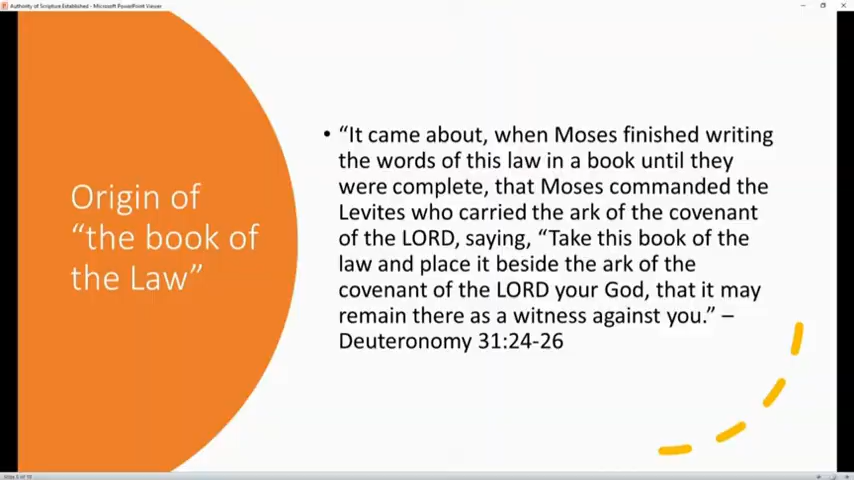 Authority of Scripture Established - Microsoft PowerPoint Viewer
Origin of
“the book of
the Law”
• “It came about, when Moses finished writing
the words of this law in a book until they
were complete, that Moses commanded the
Levites who carried the ark of the covenant
of the LORD, saying, “Take this book of the
law and place it beside the ark of the
covenant of the LORD your God, that it may
remain there as a witness against you.” –
Deuteronomy 31:24-26